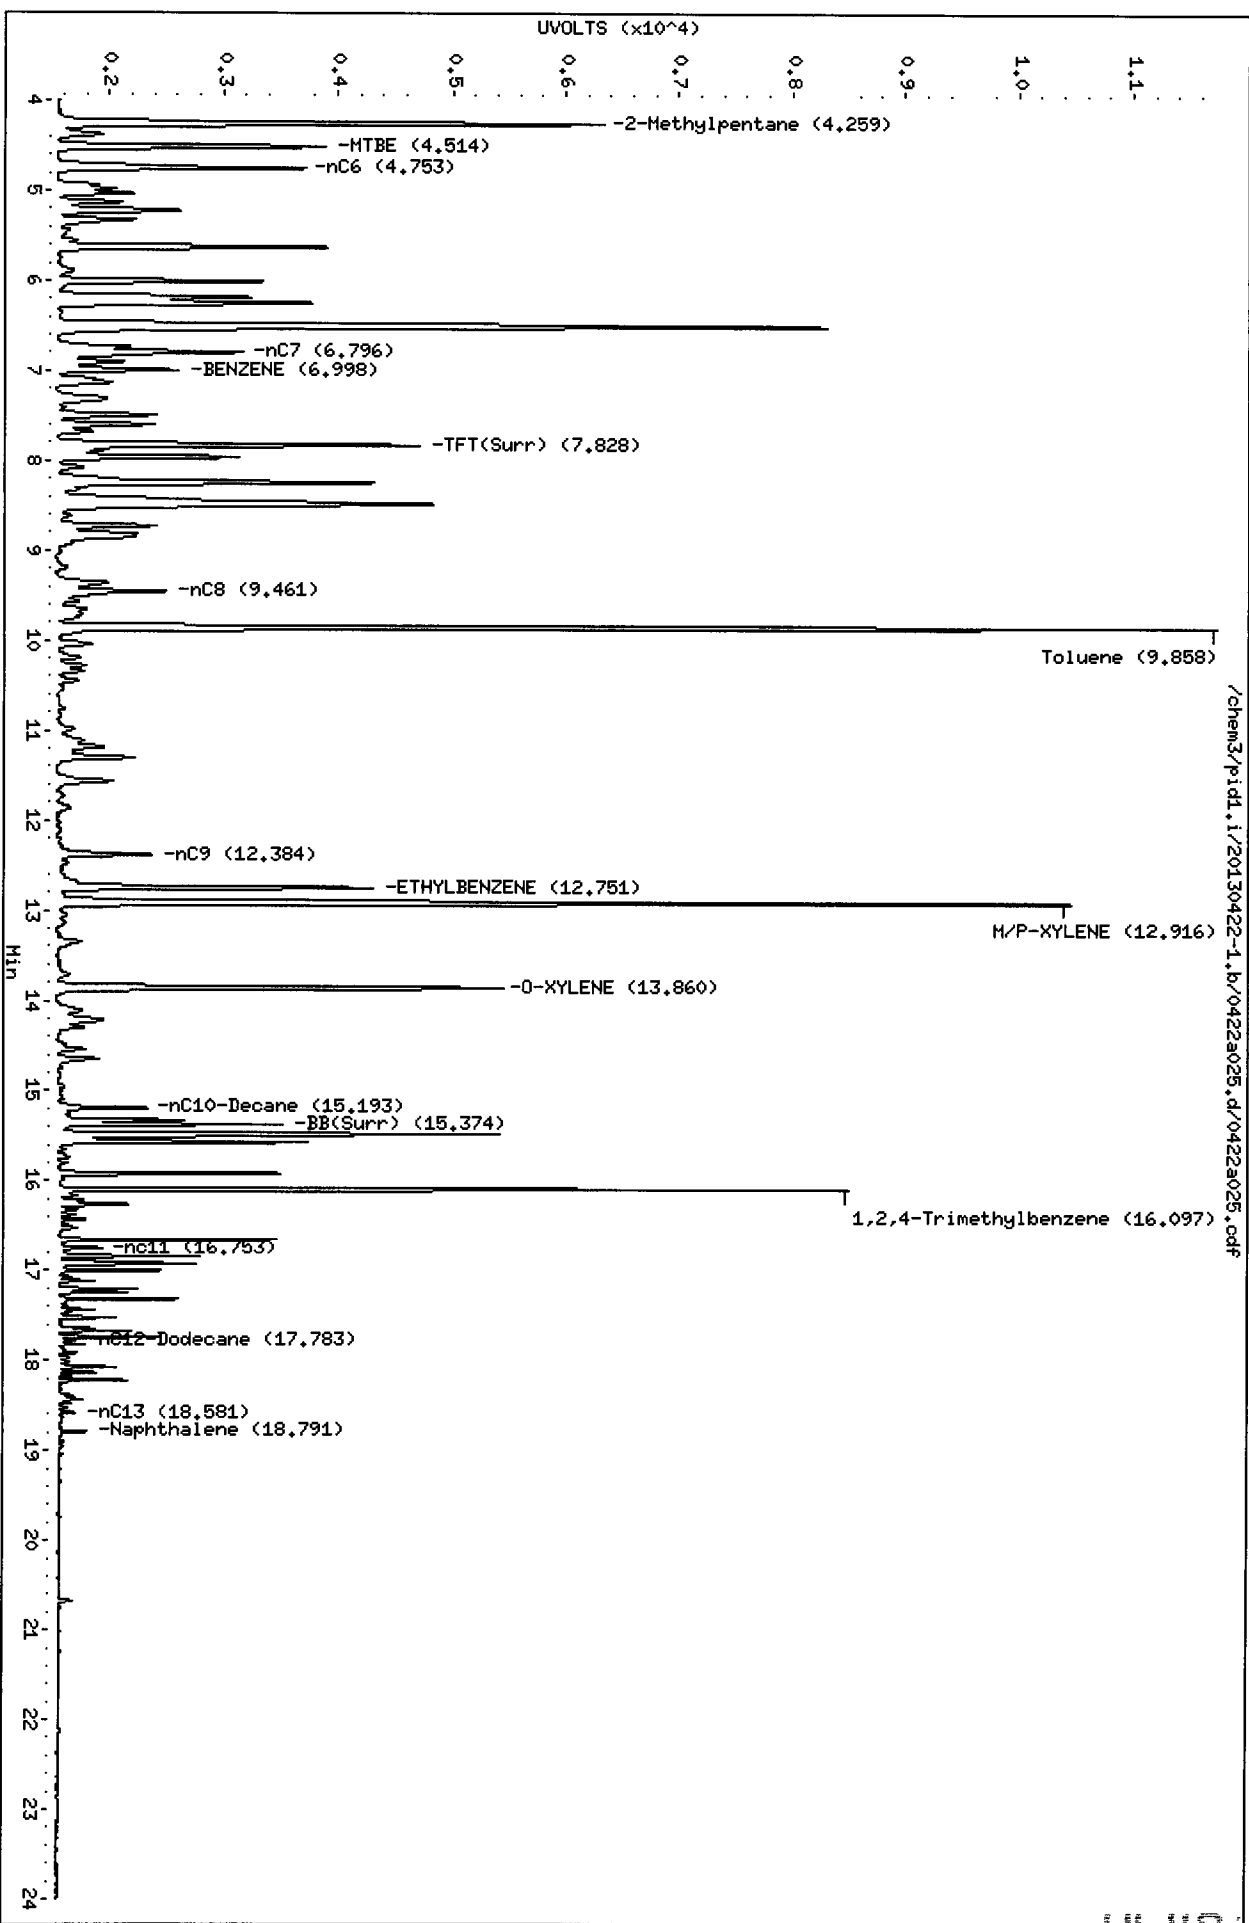 UVOLTS (x10^4)
0.2
0.3
0.4
0.5
0.6
0.7
0.8
0.9
1.0
1.1
/chem3/pid1.i/20130422-1.b/0422a025.d/0422a025.cdf
-2-Methylpentane (4.259)
-MTBE (4.514)
-nC6 (4.753)
-nC7 (6.796)
-BENZENE (6.998)
-TFT(Surr) (7.828)
-nC8 (9.461)
Toluene (9.858)
-nC9 (12.384)
-ETHYLBENZENE (12.751)
M/P-XYLENE (12.916)
-O-XYLENE (13.860)
-nC10-Decane (15.193)
-BB(Surr) (15.374)
1,2,4-Trimethylbenzene (16.097)
-nc11 (16.753)
-nC12-Dodecane (17.783)
-nC13 (18.581)
-Naphthalene (18.791)
4
5
6
7
8
9
10
11
12
13
14
15
16
17
18
19
20
21
22
23
24
Min